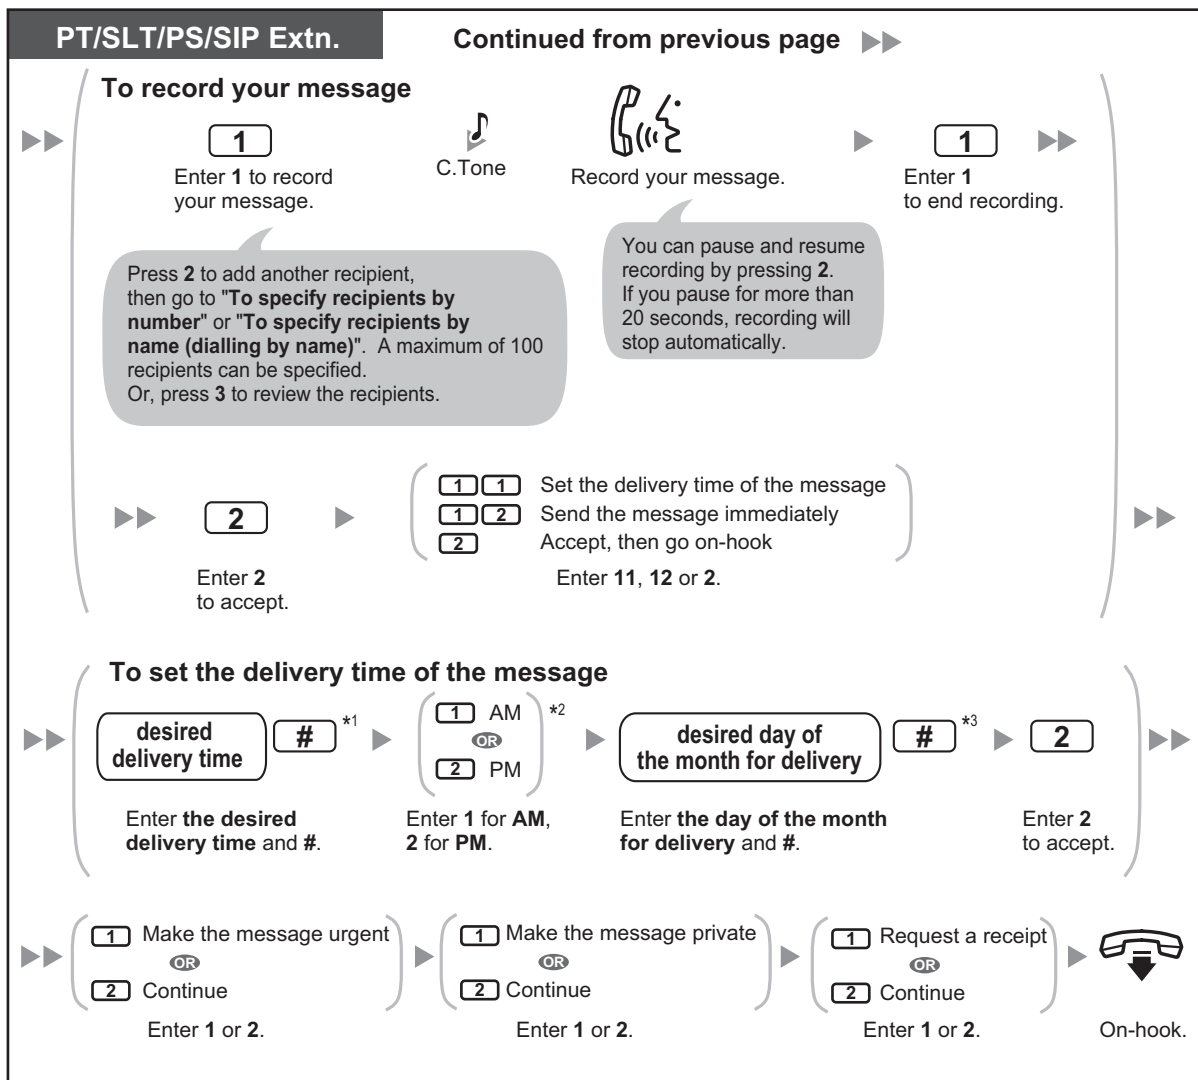 PT/SLT/PS/SIP Extn.
Continued from previous page
To record your message
1
Enter 1 to record
your message.
C.Tone
Record your message.
1
Enter 1
to end recording.
Press 2 to add another recipient,
then go to "To specify recipients by
number" or "To specify recipients by
name (dialling by name)". A maximum of 100
recipients can be specified.
Or, press 3 to review the recipients.
You can pause and resume
recording by pressing 2.
If you pause for more than
20 seconds, recording will
stop automatically.
2
Enter 2
to accept.
1 1 Set the delivery time of the message
1 2 Send the message immediately
2 Accept, then go on-hook
Enter 11, 12 or 2.
To set the delivery time of the message
desired
delivery time
# *1
Enter the desired
delivery time and #.
1 AM *2
OR
2 PM
Enter 1 for AM,
2 for PM.
desired day of
the month for delivery
# *3
Enter the day of the month
for delivery and #.
2
Enter 2
to accept.
1 Make the message urgent
OR
2 Continue
Enter 1 or 2.
1 Make the message private
OR
2 Continue
Enter 1 or 2.
1 Request a receipt
OR
2 Continue
Enter 1 or 2.
On-hook.